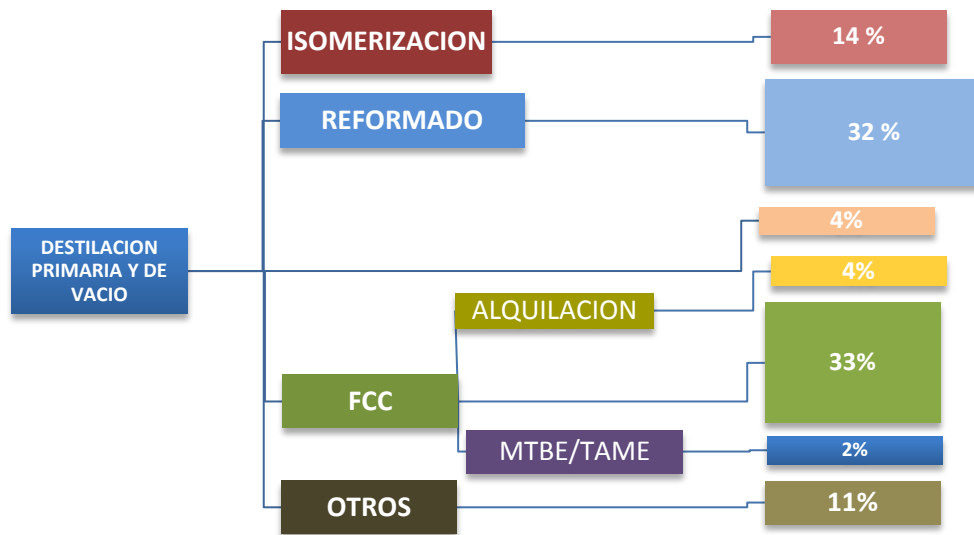 ISOMERIZACION
14 %
REFORMADO
32 %
DESTILACION
PRIMARIA Y DE
VACIO
4%
4%
ALQUILACION
33%
FCC
MTBE/TAME
2%
OTROS
11%